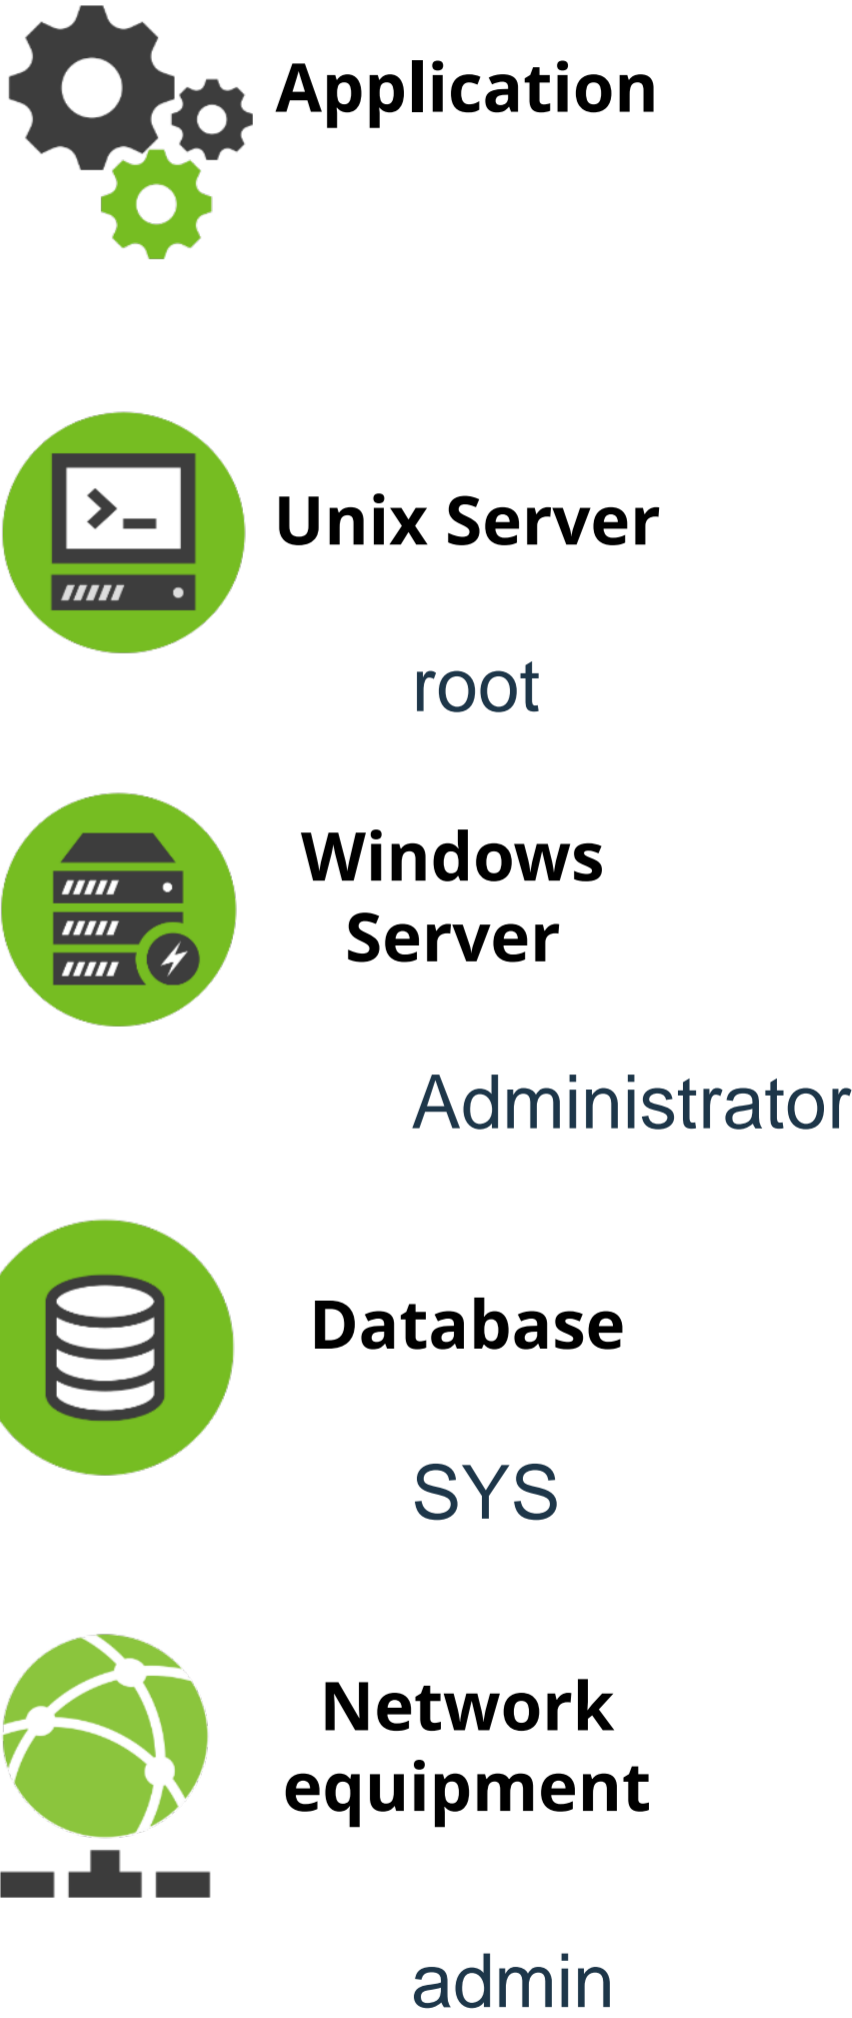 Application
Unix Server
root
Windows
Server
Administrator
Database
SYS
Network
equipment
admin